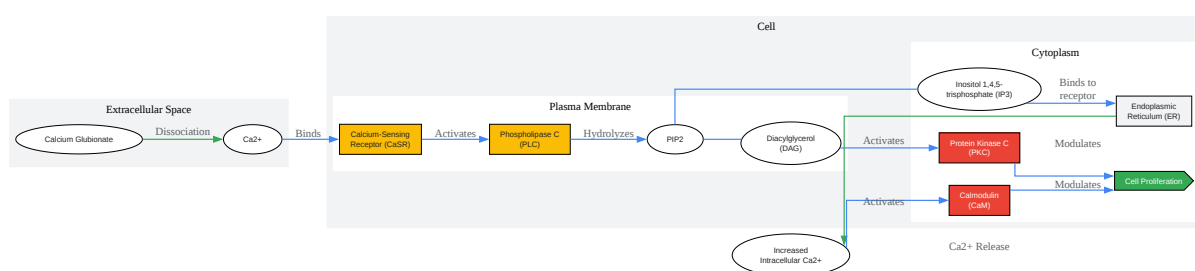 Cell
Cytoplasm
Extracellular Space
Plasma Membrane
Calcium Glubionate
Dissociation
Ca2+
Binds
Calcium-Sensing
Receptor (CaSR)
Activates
Phospholipase C
(PLC)
Hydrolyzes
PIP2
Diacylglycerol
(DAG)
Inositol 1,4,5-
trisphosphate (IP3)
Binds to
receptor
Endoplasmic
Reticulum (ER)
Activates
Protein Kinase C
(PKC)
Modulates
Cell Proliferation
Modulates
Activates
Calmodulin
(CaM)
Increased
Intracellular Ca2+
Ca2+ Release